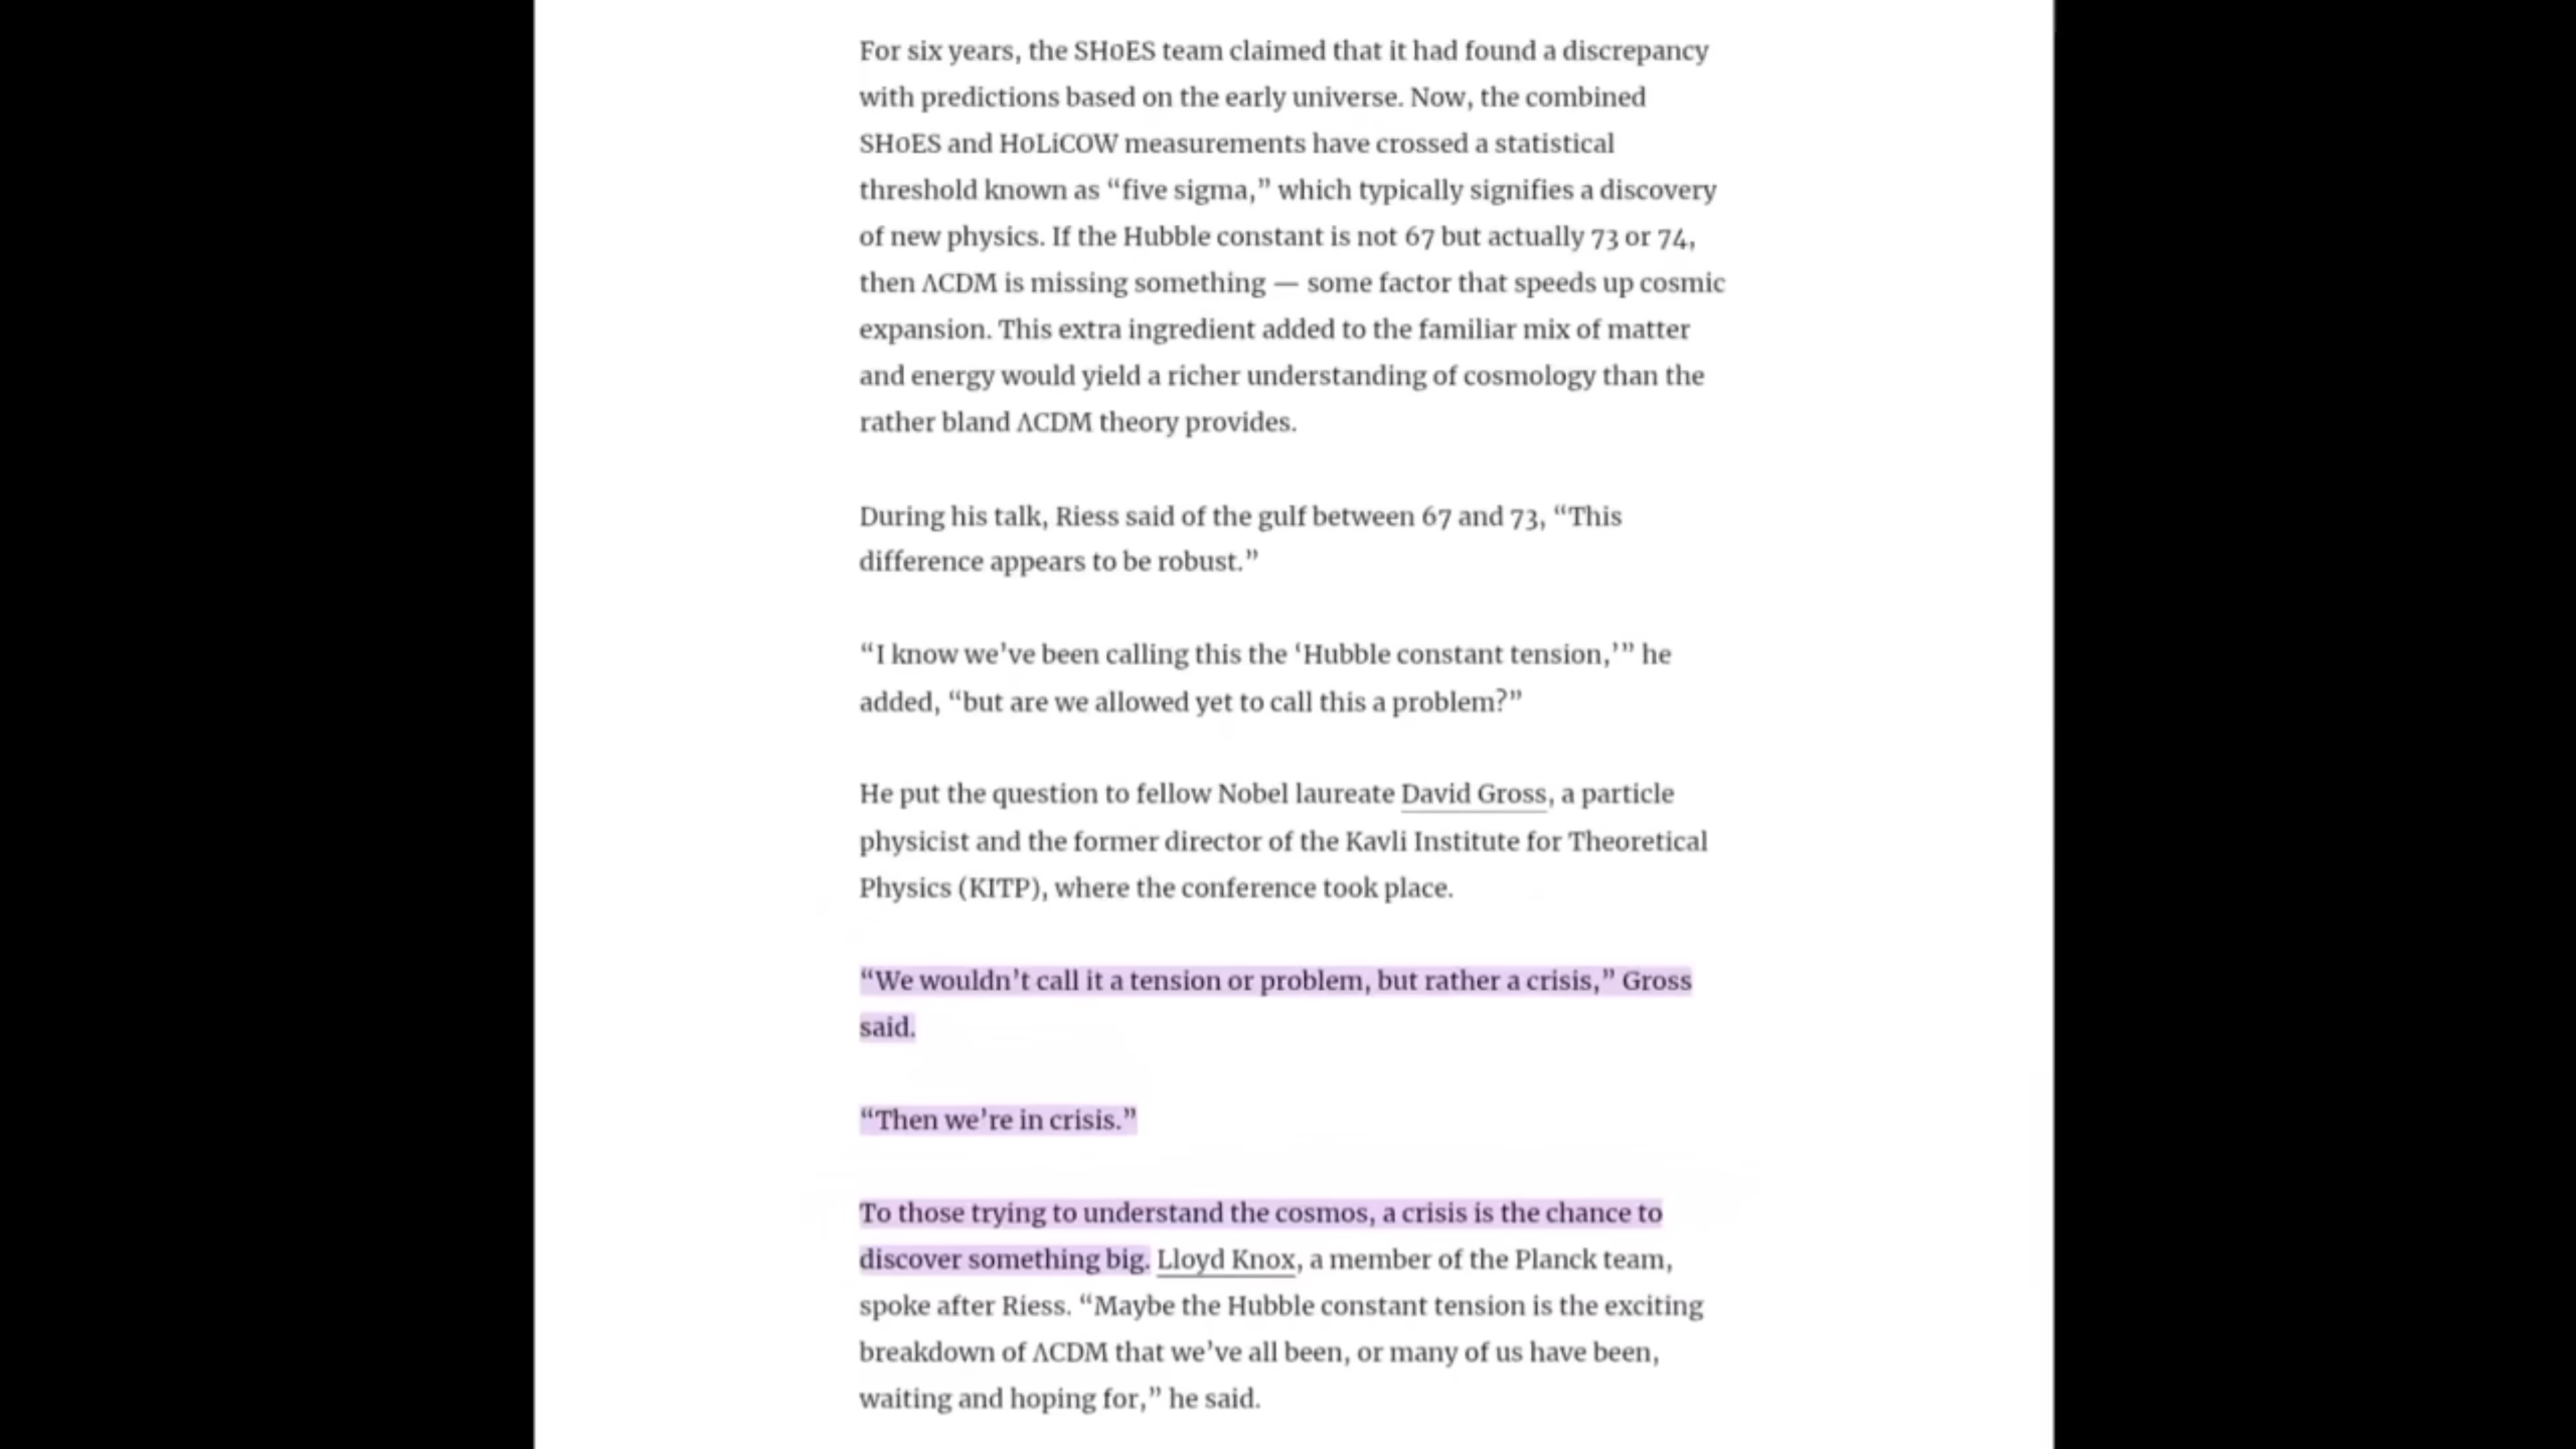 For six years, the SH0ES team claimed that it had found a discrepancy
with predictions based on the early universe. Now, the combined
SH0ES and H0LiCOW measurements have crossed a statistical
threshold known as “five sigma,” which typically signifies a discovery
of new physics. If the Hubble constant is not 67 but actually 73 or 74,
then ΛCDM is missing something — some factor that speeds up cosmic
expansion. This extra ingredient added to the familiar mix of matter
and energy would yield a richer understanding of cosmology than the
rather bland ΛCDM theory provides.
During his talk, Riess said of the gulf between 67 and 73, “This
difference appears to be robust.”
“I know we’ve been calling this the ‘Hubble constant tension,’” he
added, “but are we allowed yet to call this a problem?”
He put the question to fellow Nobel laureate David Gross, a particle
physicist and the former director of the Kavli Institute for Theoretical
Physics (KITP), where the conference took place.
“We wouldn’t call it a tension or problem, but rather a crisis,” Gross
said.
“Then we’re in crisis.”
To those trying to understand the cosmos, a crisis is the chance to
discover something big. Lloyd Knox, a member of the Planck team,
spoke after Riess. “Maybe the Hubble constant tension is the exciting
breakdown of ΛCDM that we’ve all been, or many of us have been,
waiting and hoping for,” he said.